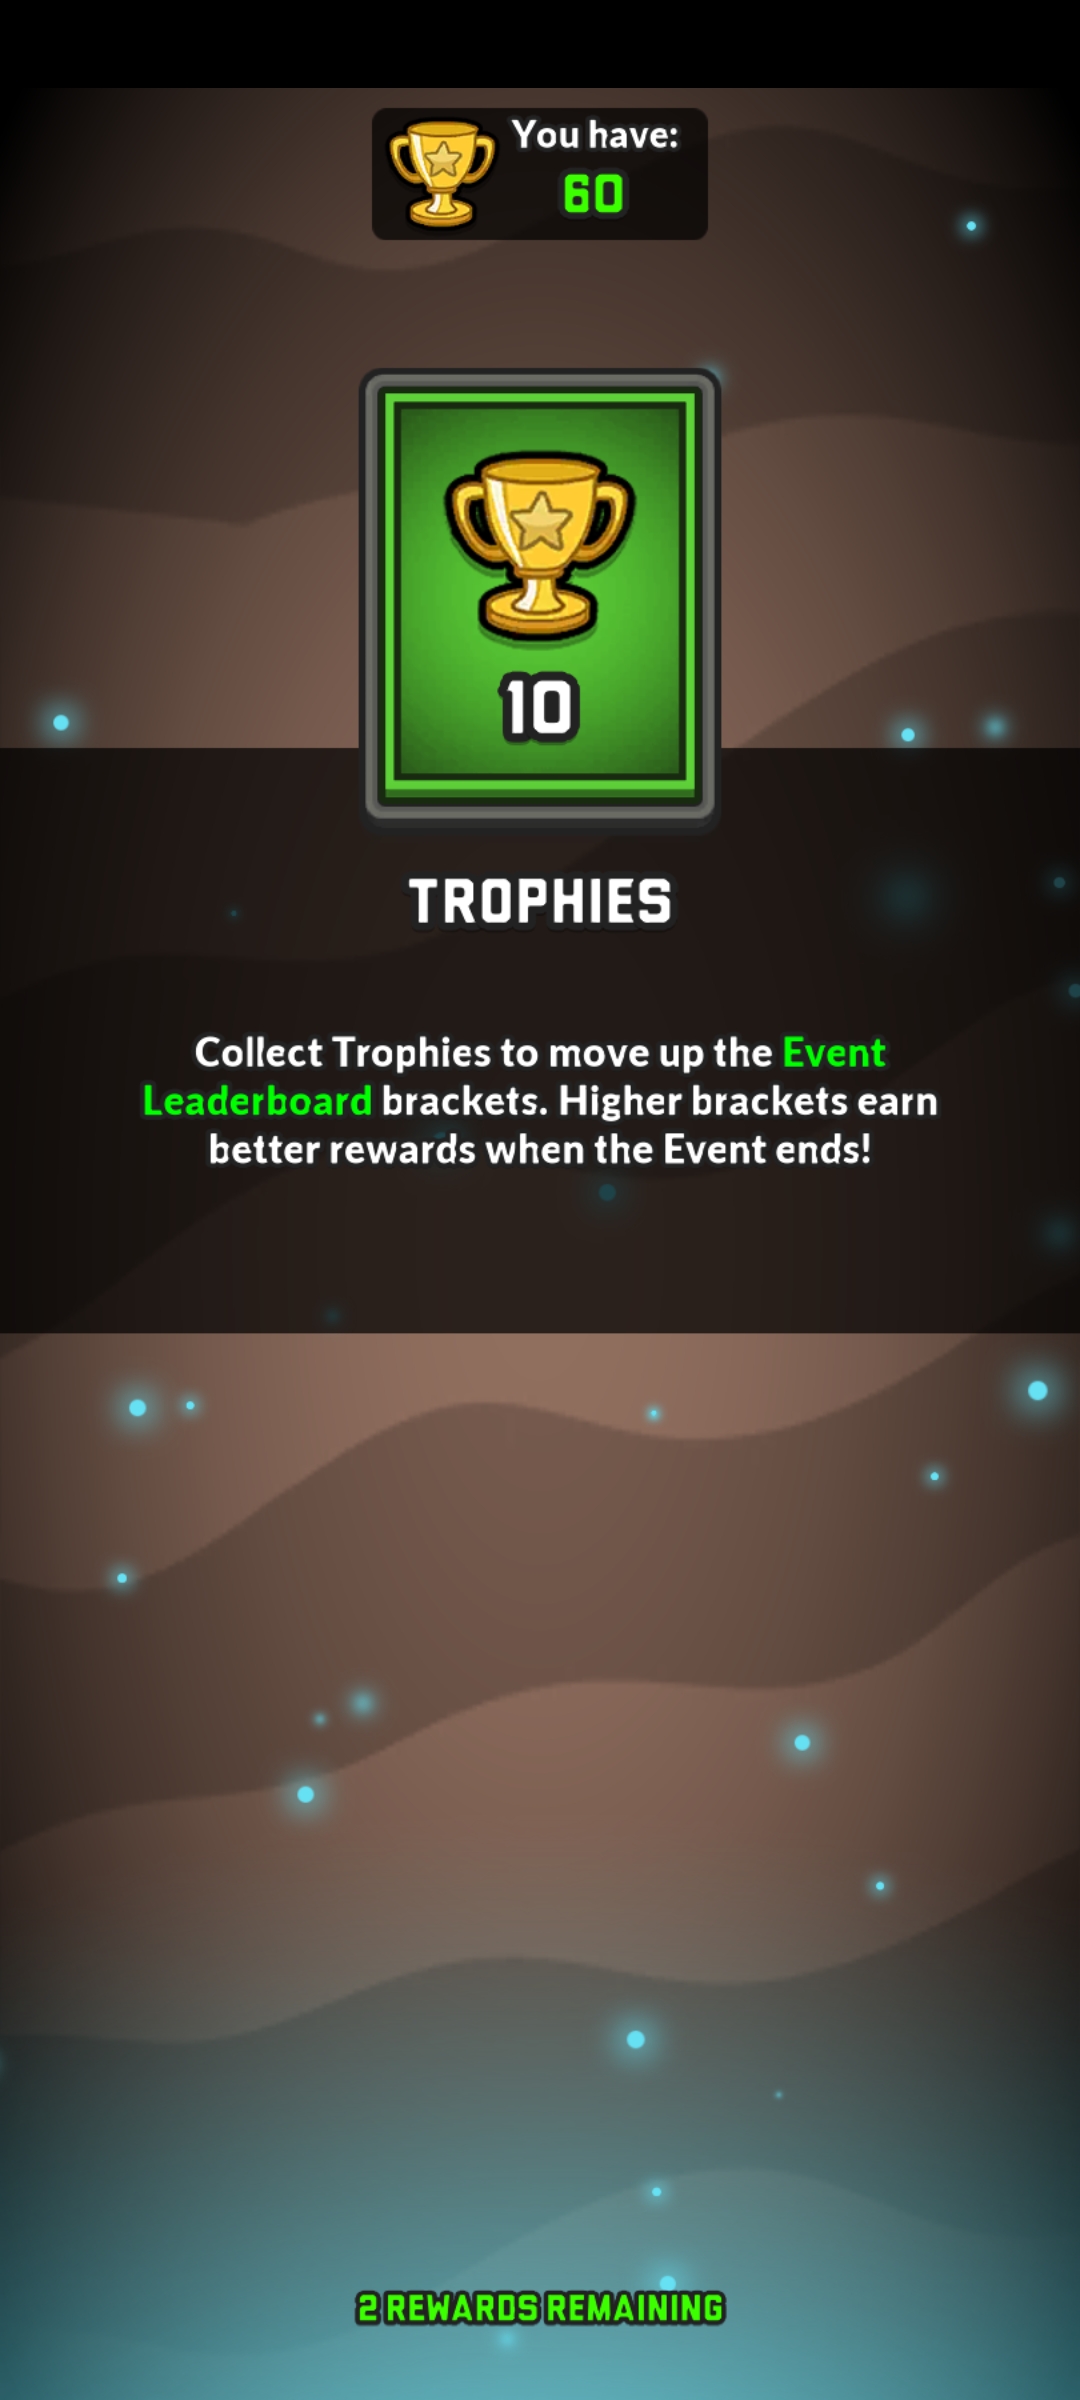 You have:
60
10
TROPHIES
Collect Trophies to move up the Event
Leaderboard brackets. Higher brackets earn
better rewards when the Event ends!
2 REWARDS REMAINING